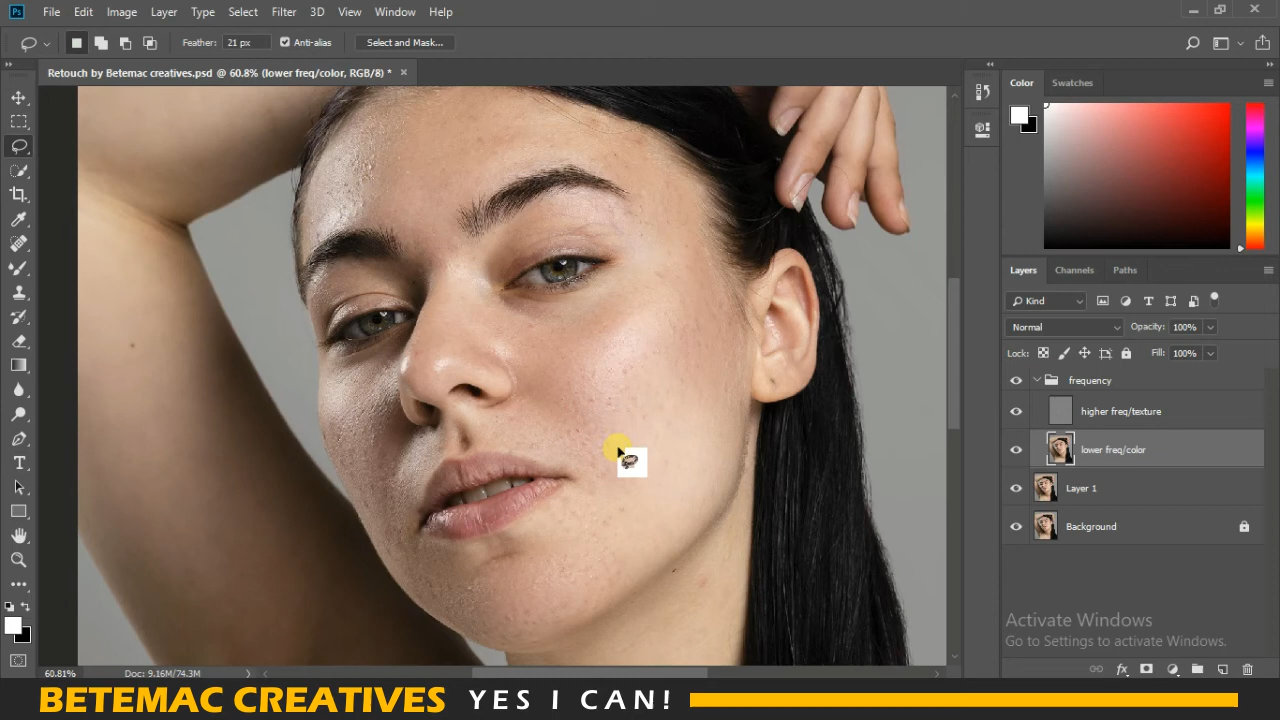 Ps File Edit Image Layer Type Select Filter 3D View Window Help
Feather: 21 px Anti-alias Select and Mask...
Retouch by Betemac creatives.psd @ 60.8% (lower freq/color, RGB/8) *
Color Swatches
Layers Channels Paths
Kind
Normal Opacity: 100%
Lock: Fill: 100%
frequency
higher freq/texture
lower freq/color
Layer 1
Background
Activate Windows
Go to Settings to activate Windows.
60.81% Doc: 9.16M/74.3M
BETEMAC CREATIVES YES I CAN!